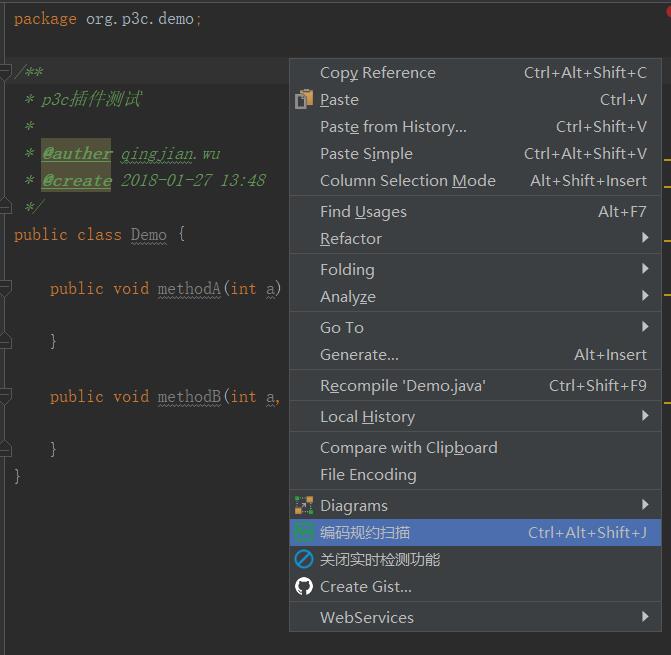 package org.p3c.demo;
/**
* p3c插件测试
*
* @auther qingjian.wu
* @create 2018-01-27 13:48
*/
public class Demo {
public void methodA(int a)
}
public void methodB(int a,
}
}
Copy Reference Ctrl+Alt+Shift+C
Paste Ctrl+V
Paste from History... Ctrl+Shift+V
Paste Simple Ctrl+Alt+Shift+V
Column Selection Mode Alt+Shift+Insert
Find Usages Alt+F7
Refactor
Folding
Analyze
Go To
Generate... Alt+Insert
Recompile 'Demo.java' Ctrl+Shift+F9
Local History
Compare with Clipboard
File Encoding
Diagrams
编码规约扫描 Ctrl+Alt+Shift+J
关闭实时检测功能
Create Gist...
WebServices